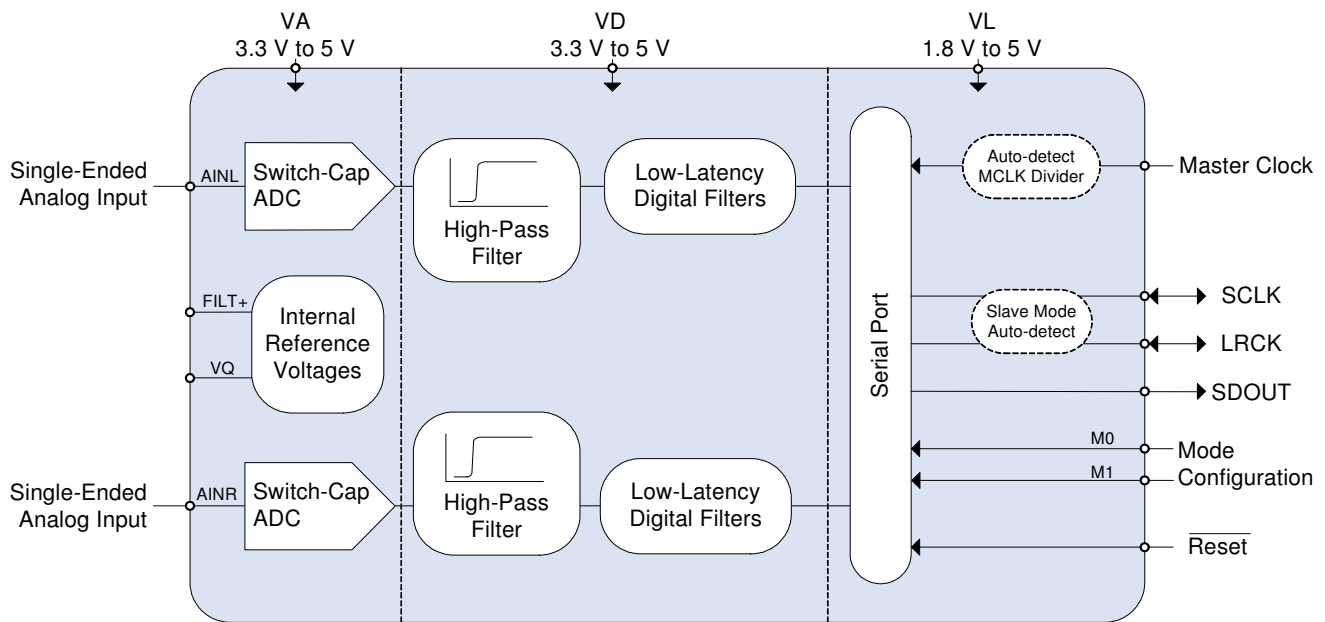 VA
3.3 V to 5 V
VD
3.3 V to 5 V
VL
1.8 V to 5 V
Single-Ended
Analog Input
AINL
Switch-Cap
ADC
High-Pass
Filter
Low-Latency
Digital Filters
Auto-detect
MCLK Divider
Master Clock
FILT+
VQ
Internal
Reference
Voltages
Serial Port
Slave Mode
Auto-detect
SCLK
LRCK
SDOUT
Single-Ended
Analog Input
AINR
Switch-Cap
ADC
High-Pass
Filter
Low-Latency
Digital Filters
M0
M1
Mode
Configuration
Reset